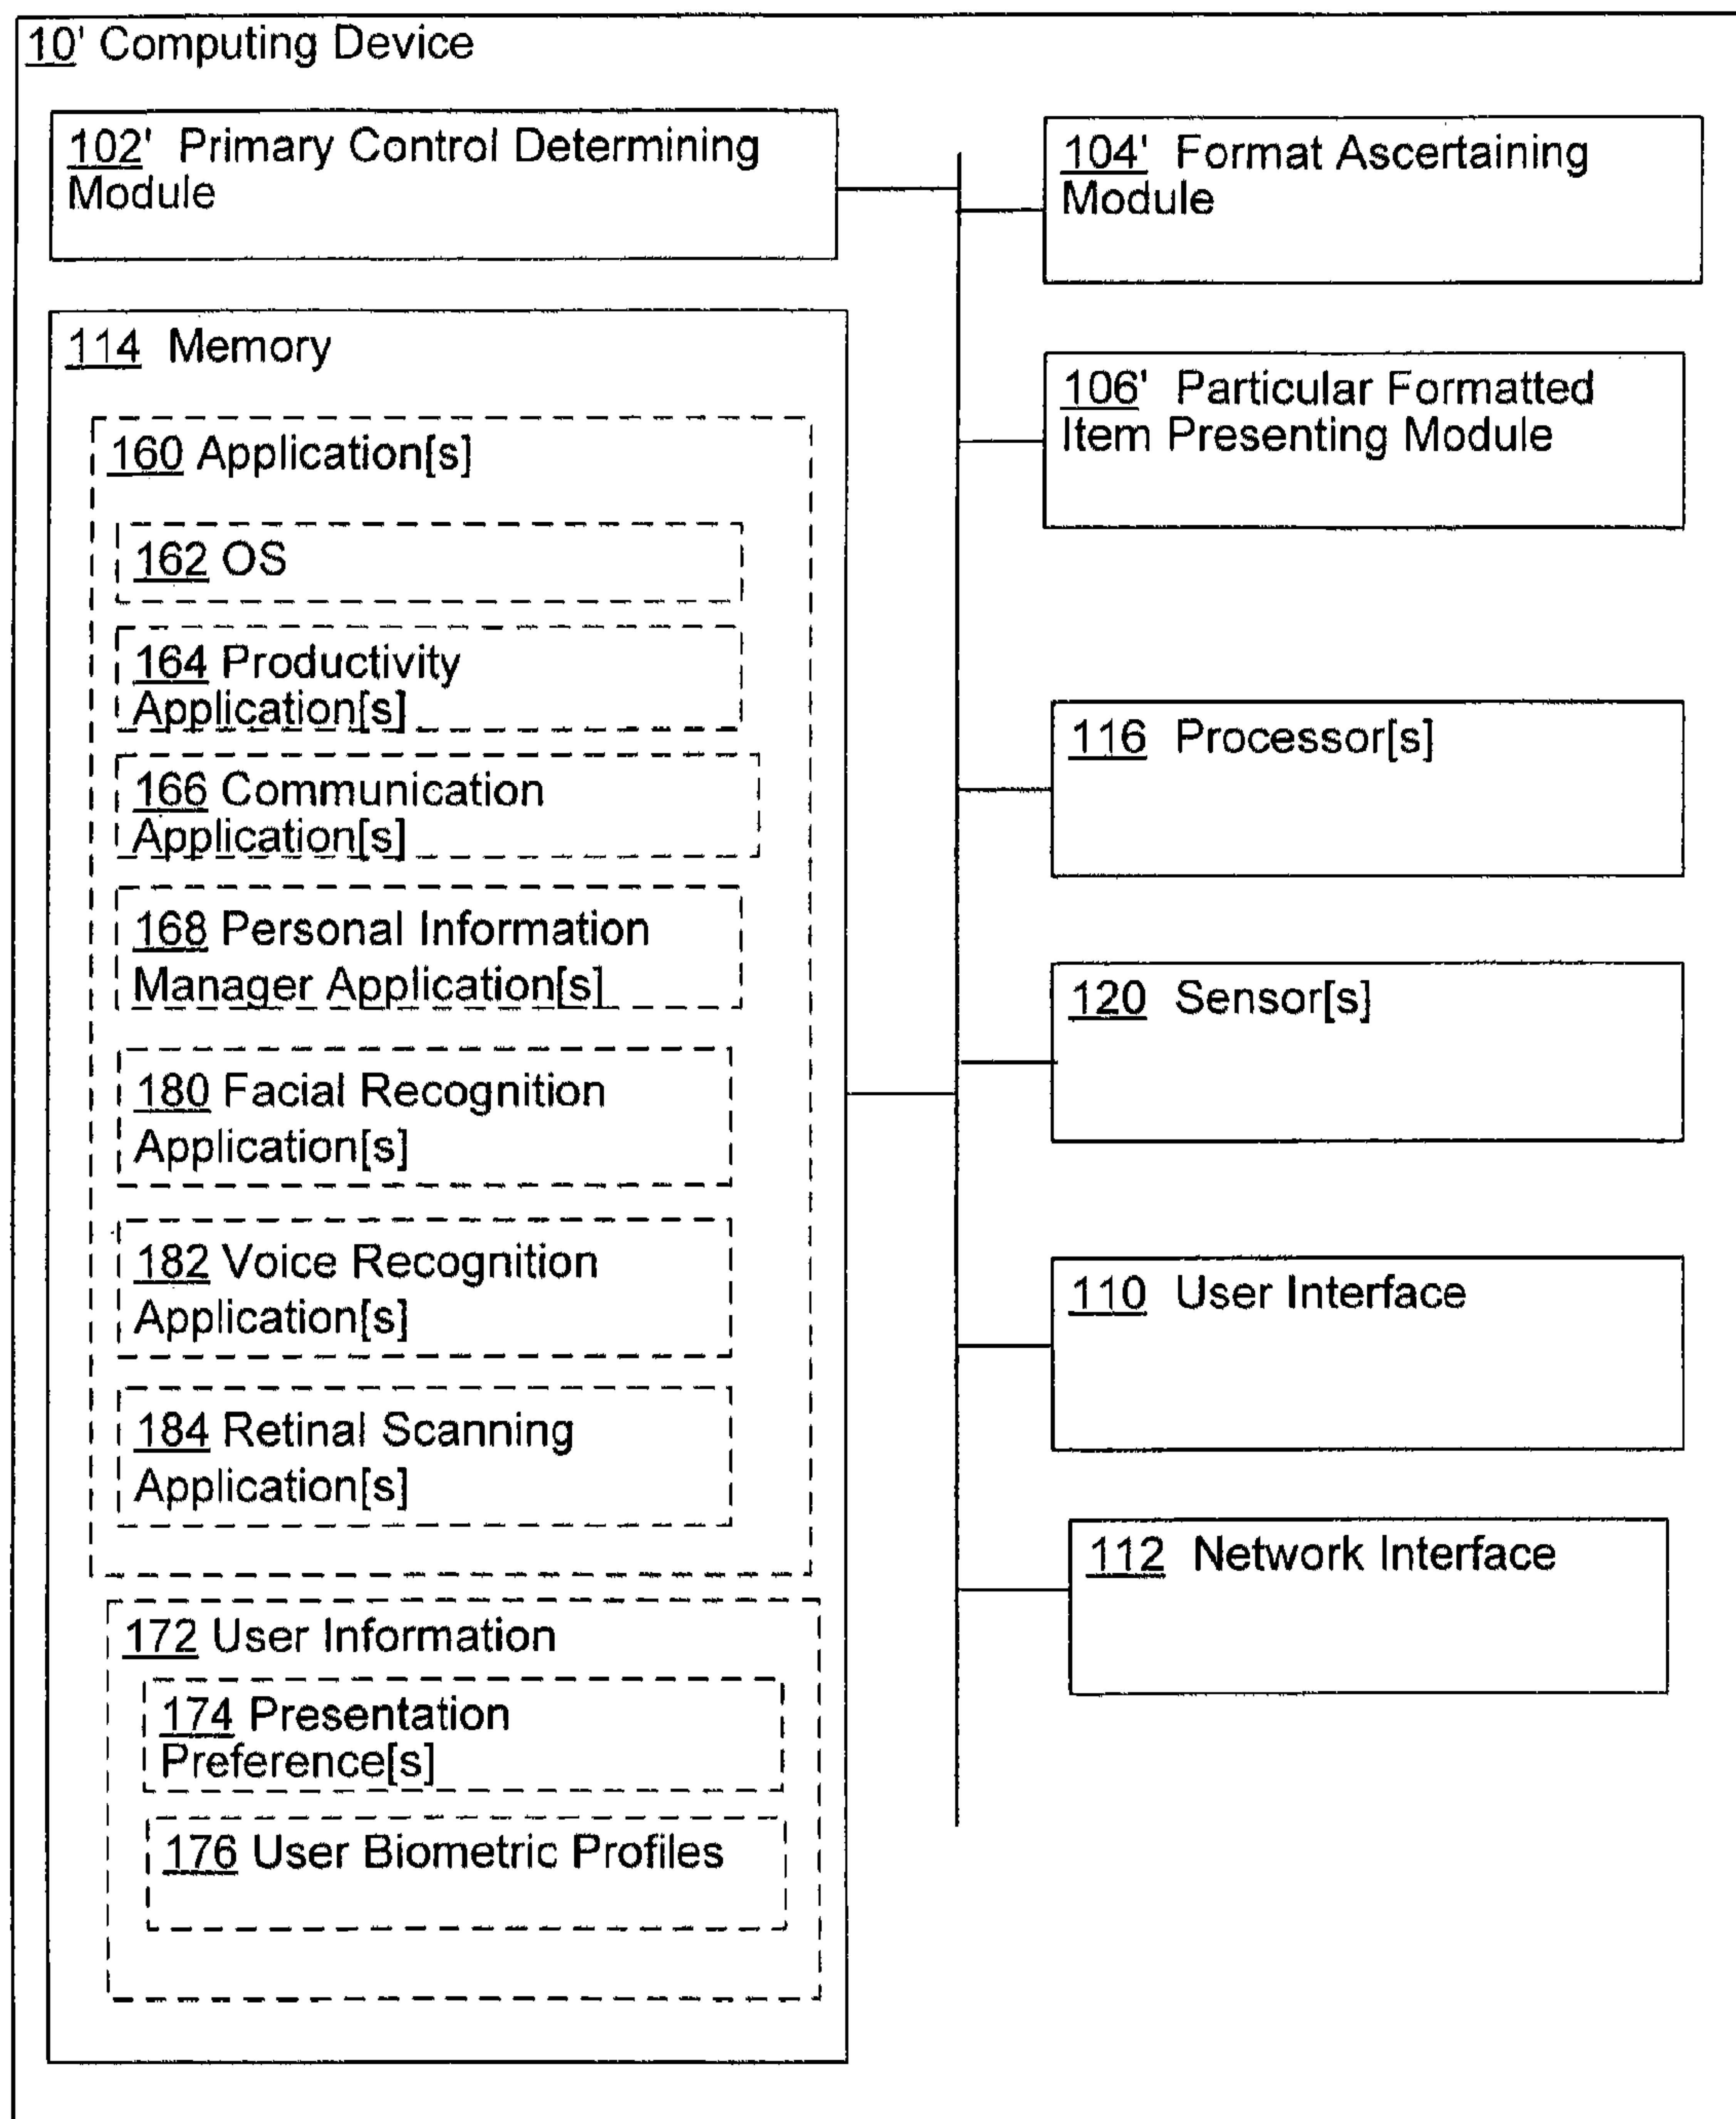 10' Computing Device
102' Primary Control Determining
Module
114 Memory
160 Application[s]
162 OS
164 Productivity
Application[s]
166 Communication
Application[s]
168 Personal Information
Manager Application[s]
180 Facial Recognition
Application[s]
182 Voice Recognition
Application[s]
184 Retinal Scanning
Application[s]
172 User Information
174 Presentation
Preference[s]
176 User Biometric Profiles
104' Format Ascertaining
Module
106' Particular Formatted
Item Presenting Module
116 Processor[s]
120 Sensor[s]
110 User Interface
112 Network Interface